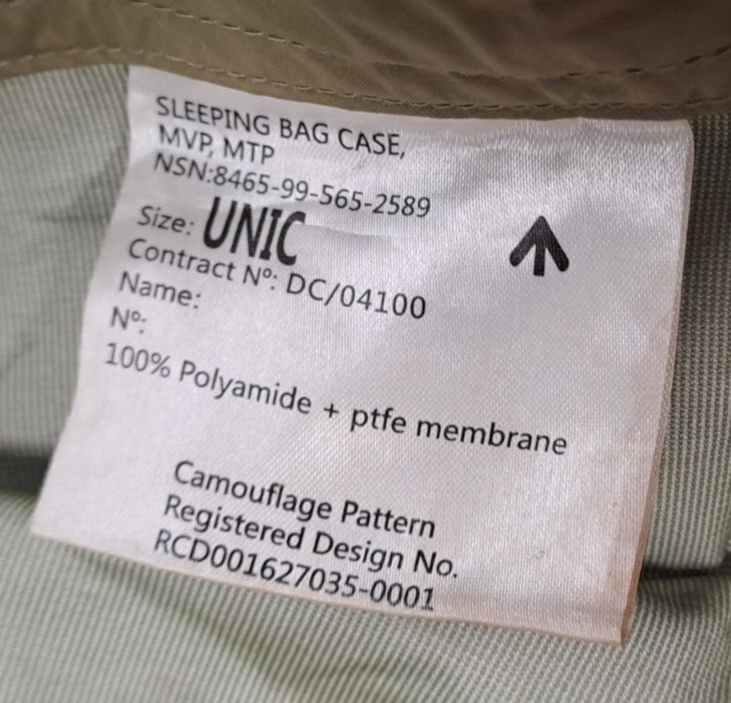 SLEEPING BAG CASE,
MVP, MTP
NSN:8465-99-565-2589
Size: UNIC
Contract Nº: DC/04100
Name:
Nº:
100% Polyamide + ptfe membrane
Camouflage Pattern
Registered Design No.
RCD001627035-0001